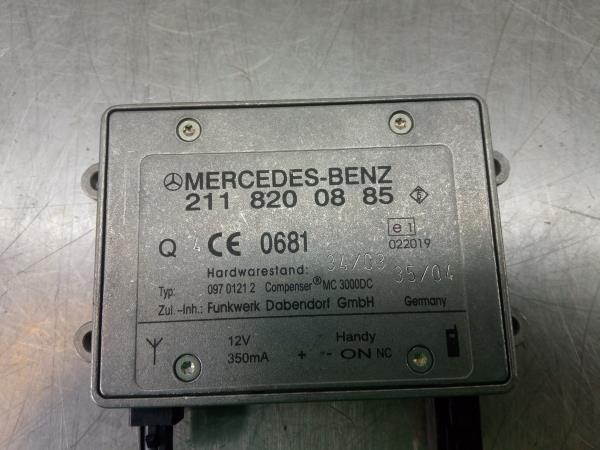 MERCEDES-BENZ
211 820 08 85
Q 4 CE 0681 e1
022019
Hardwarestand: 34/03 35/04
Typ: 097 0121 2 Compenser® MC 3000DC
Zul.-Inh.: Funkwerk Dabendorf GmbH Germany
12V Handy
350mA + - ON NC